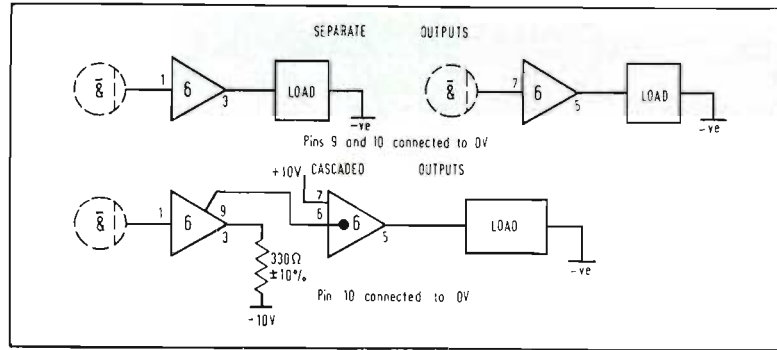 SEPARATE OUTPUTS
&̄ 1 6 3 LOAD -ve
&̄ 7 6 5 LOAD -ve
Pins 9 and 10 connected to 0V
CASCADED OUTPUTS
+10V
&̄ 1 6 9 3
7 6 6 5 LOAD -ve
330Ω
±10%
-10V
Pin 10 connected to 0V